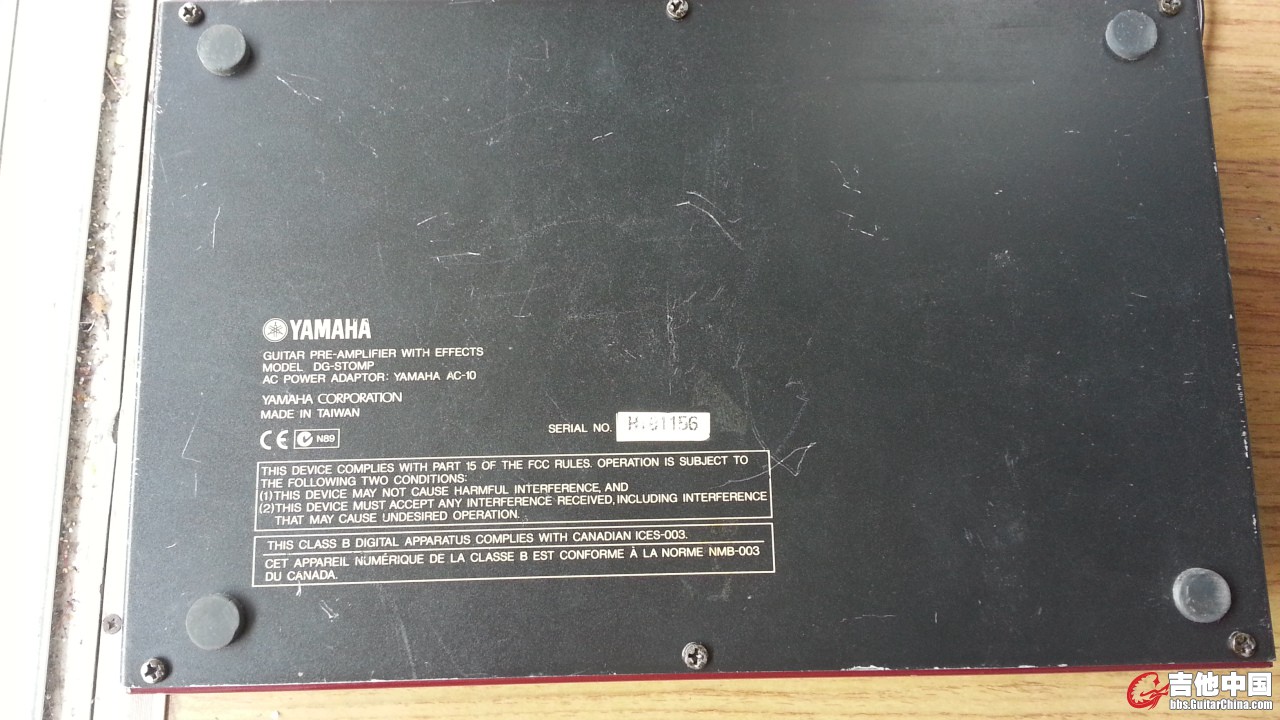 YAMAHA
GUITAR PRE-AMPLIFIER WITH EFFECTS
MODEL DG-STOMP
AC POWER ADAPTOR: YAMAHA AC-10
YAMAHA CORPORATION
MADE IN TAIWAN
CE N89
SERIAL NO.
THIS DEVICE COMPLIES WITH PART 15 OF THE FCC RULES. OPERATION IS SUBJECT TO
THE FOLLOWING TWO CONDITIONS:
(1) THIS DEVICE MAY NOT CAUSE HARMFUL INTERFERENCE, AND
(2) THIS DEVICE MUST ACCEPT ANY INTERFERENCE RECEIVED, INCLUDING INTERFERENCE
THAT MAY CAUSE UNDESIRED OPERATION.
THIS CLASS B DIGITAL APPARATUS COMPLIES WITH CANADIAN ICES-003.
CET APPAREIL NUMÉRIQUE DE LA CLASSE B EST CONFORME À LA NORME NMB-003
DU CANADA.
吉他中国
bbs.GuitarChina.com